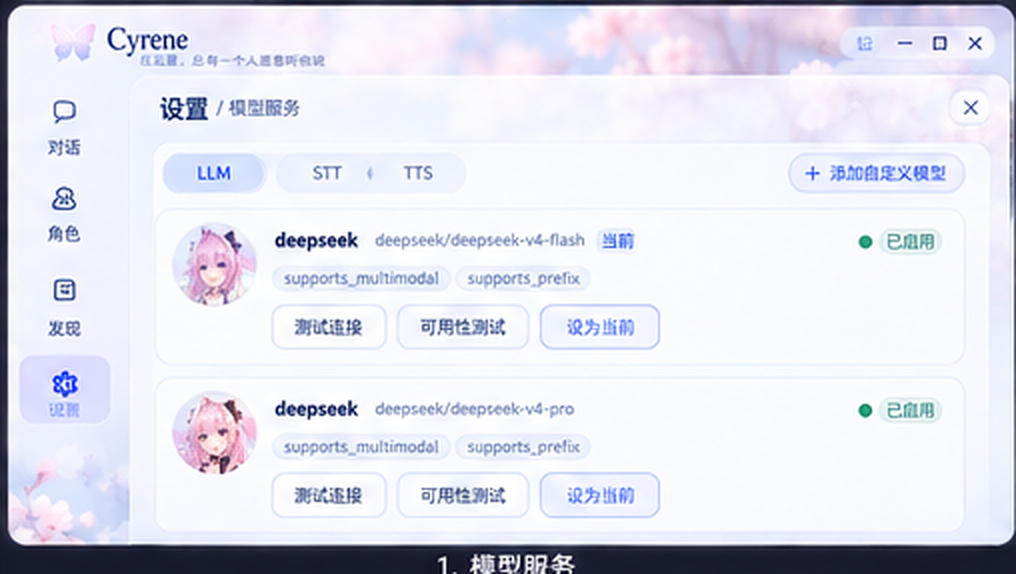 Cyrene
在这里，总有一个人愿意听你说
对话
角色
发现
设置
设置 / 模型服务
LLM STT TTS
+ 添加自定义模型
deepseek deepseek/deepseek-v4-flash 当前 已启用
supports_multimodal supports_prefix
测试连接 可用性测试 设为当前
deepseek deepseek/deepseek-v4-pro 已启用
supports_multimodal supports_prefix
测试连接 可用性测试 设为当前
1. 模型服务